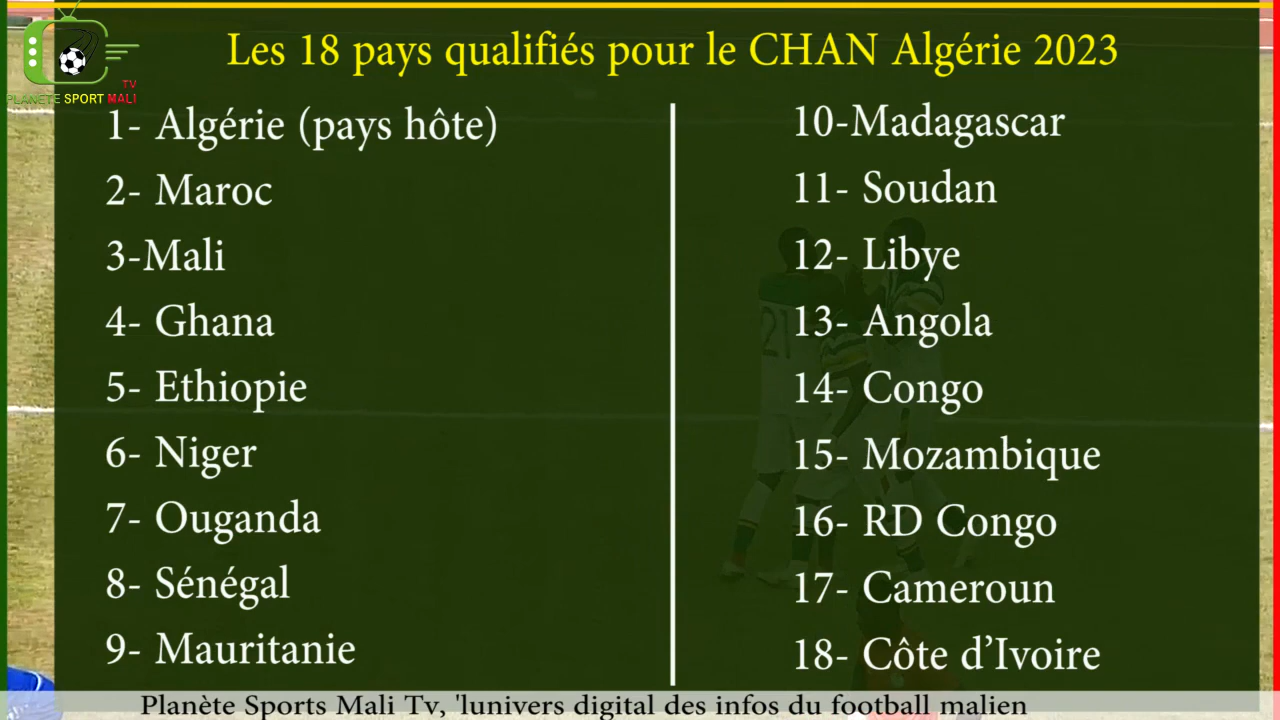 TV
PLANETE SPORT MALI
Les 18 pays qualifiés pour le CHAN Algérie 2023
1- Algérie (pays hôte)
2- Maroc
3-Mali
4- Ghana
5- Ethiopie
6- Niger
7- Ouganda
8- Sénégal
9- Mauritanie
10-Madagascar
11- Soudan
12- Libye
13- Angola
14- Congo
15- Mozambique
16- RD Congo
17- Cameroun
18- Côte d’Ivoire
21
Planète Sports Mali Tv, 'lunivers digital des infos du football malien